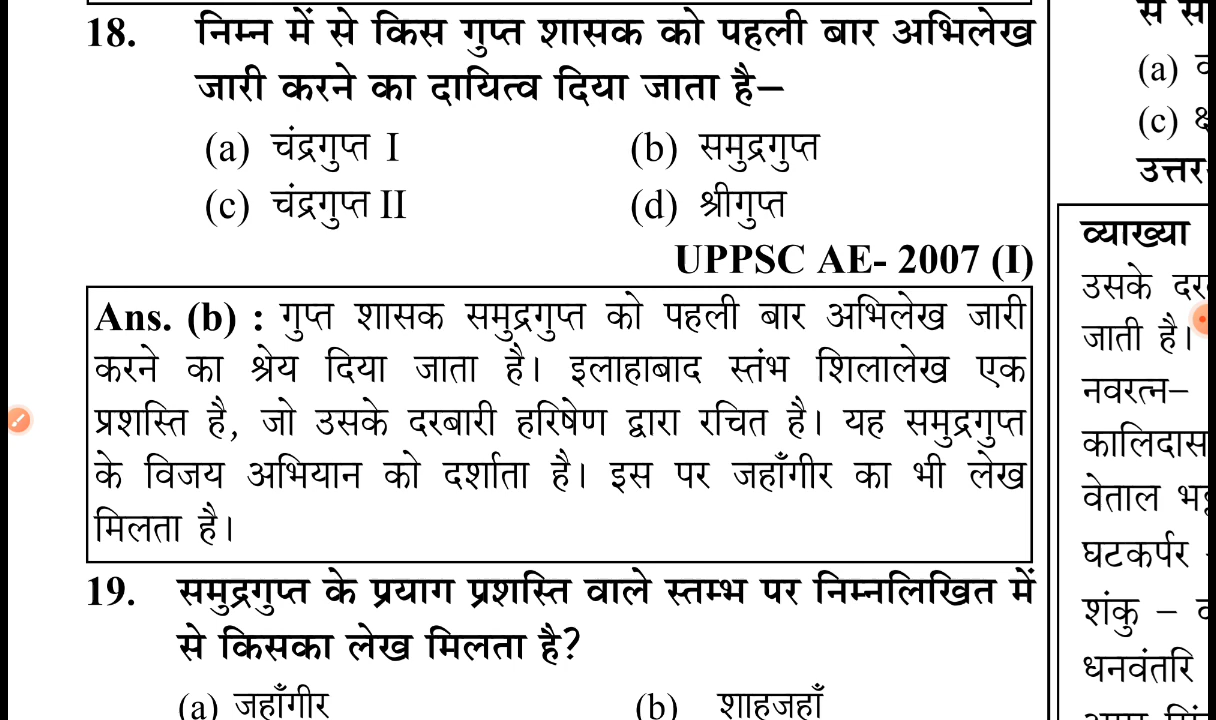 18. निम्न में से किस गुप्त शासक को पहली बार अभिलेख
जारी करने का दायित्व दिया जाता है–
(a) चंद्रगुप्त I (b) समुद्रगुप्त
(c) चंद्रगुप्त II (d) श्रीगुप्त
UPPSC AE- 2007 (I)
Ans. (b) : गुप्त शासक समुद्रगुप्त को पहली बार अभिलेख जारी
करने का श्रेय दिया जाता है। इलाहाबाद स्तंभ शिलालेख एक
प्रशस्ति है, जो उसके दरबारी हरिषेण द्वारा रचित है। यह समुद्रगुप्त
के विजय अभियान को दर्शाता है। इस पर जहाँगीर का भी लेख
मिलता है।
19. समुद्रगुप्त के प्रयाग प्रशस्ति वाले स्तम्भ पर निम्नलिखित में
से किसका लेख मिलता है?
(a) जहाँगीर (b) शाहजहाँ
से
(a)
(c)
उत्तर
व्याख्या
उसके
जाती है।
नवरत्न–
कालिदास
वेताल
घटकर्पर
शंकु –
धनवंतरि